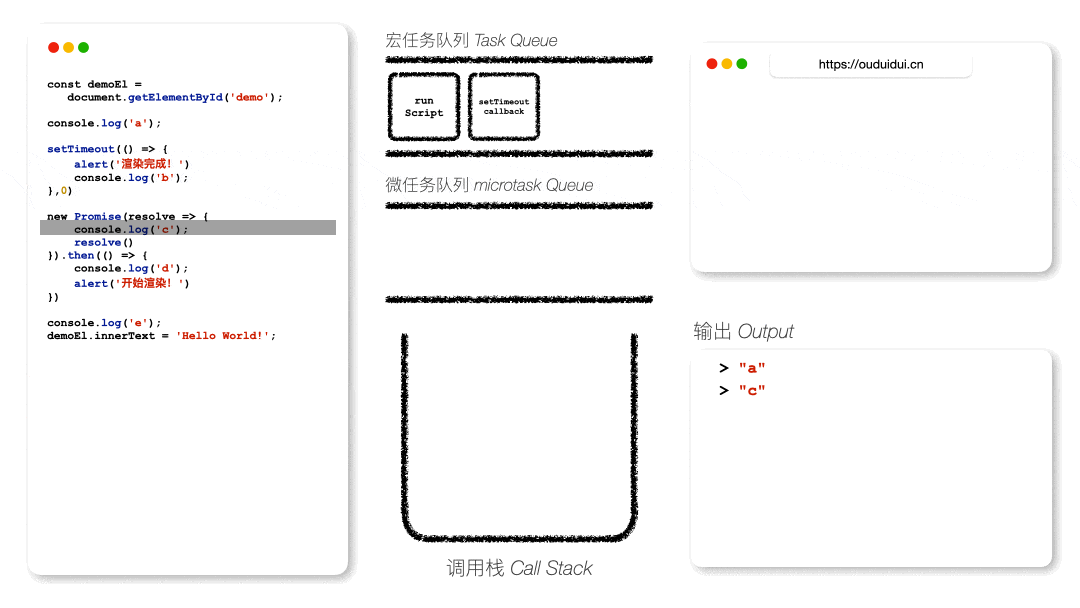 const demoEl =
document.getElementById('demo');
console.log('a');
setTimeout(() => {
alert('渲染完成！')
console.log('b');
},0)
new Promise(resolve => {
console.log('c');
resolve()
}).then(() => {
console.log('d');
alert('开始渲染！')
})
console.log('e');
demoEl.innerText = 'Hello World!';
宏任务队列 Task Queue
run
Script
setTimeout
callback
微任务队列 microtask Queue
调用栈 Call Stack
https://ouduidui.cn
输出 Output
> "a"
> "c"